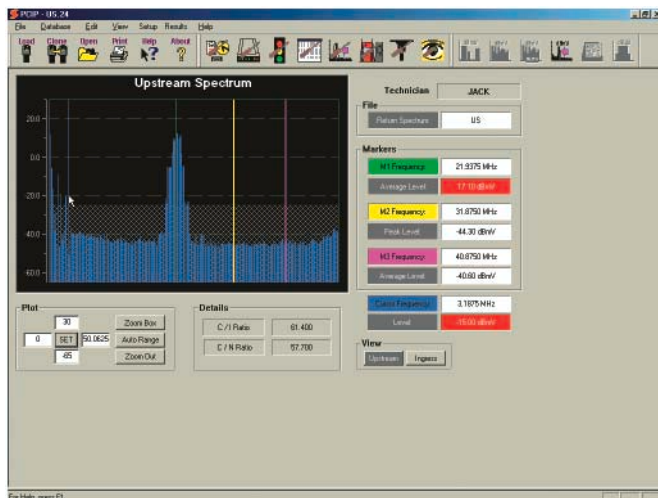 PCIP - US.24
File Database Edit View Setup Results Help
Load Clone Open Print Help About
Upstream Spectrum
20.0
0.0
-20.0
-40.0
-60.0
Technician JACK
File
Return Spectrum US
Markers
M1 Frequency: 21.9375 MHz
Average Level 17.10 dBmV
M2 Frequency: 31.8750 MHz
Peak Level -44.30 dBmV
M3 Frequency: 40.8750 MHz
Average Level -40.60 dBmV
Cursor Frequency: 3.1875 MHz
Level -15.00 dBmV
Plot
30 Zoom Box
0 SET 50.0625 Auto Range
-65 Zoom Out
Details
C / I Ratio 61.400
C / N Ratio 57.700
View
Upstream Ingress
For Help, press F1